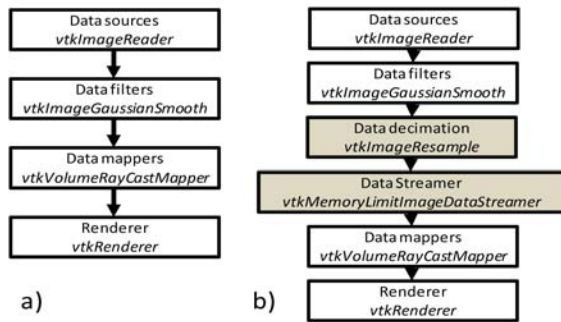 Data sources
vtkImageReader
Data filters
vtkImageGaussianSmooth
Data mappers
vtkVolumeRayCastMapper
Renderer
vtkRenderer
a)
Data sources
vtkImageReader
Data filters
vtkImageGaussianSmooth
Data decimation
vtkImageResample
Data Streamer
vtkMemoryLimitImageDataStreamer
Data mappers
vtkVolumeRayCastMapper
Renderer
vtkRenderer
b)